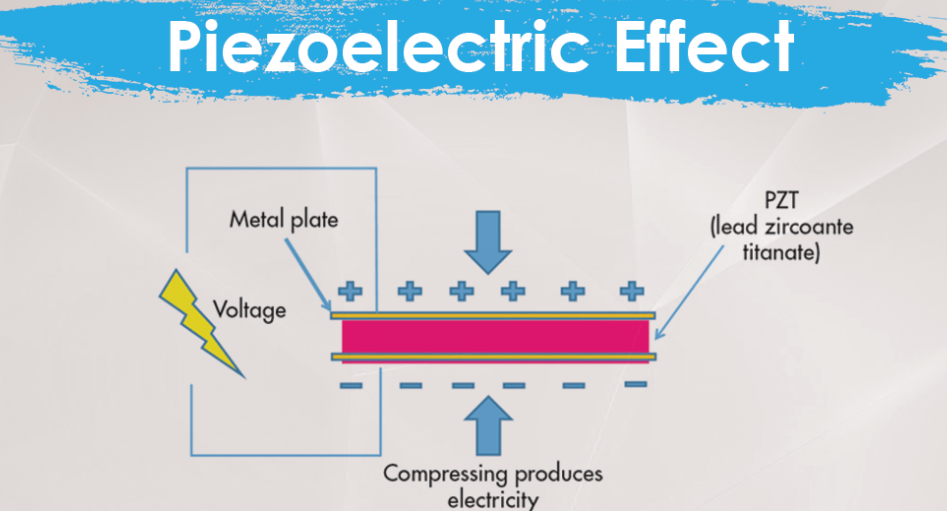 Piezoelectric Effect
Metal plate
PZT
(lead zircoante
titanate)
Voltage
Compressing produces
electricity